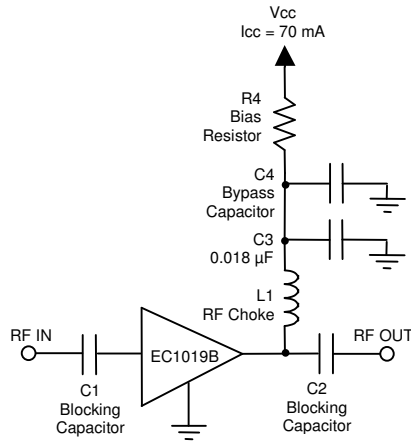 Vcc
Icc = 70 mA
R4
Bias
Resistor
C4
Bypass
Capacitor
C3
0.018 µF
L1
RF Choke
RF IN
EC1019B
RF OUT
C1
Blocking
Capacitor
C2
Blocking
Capacitor